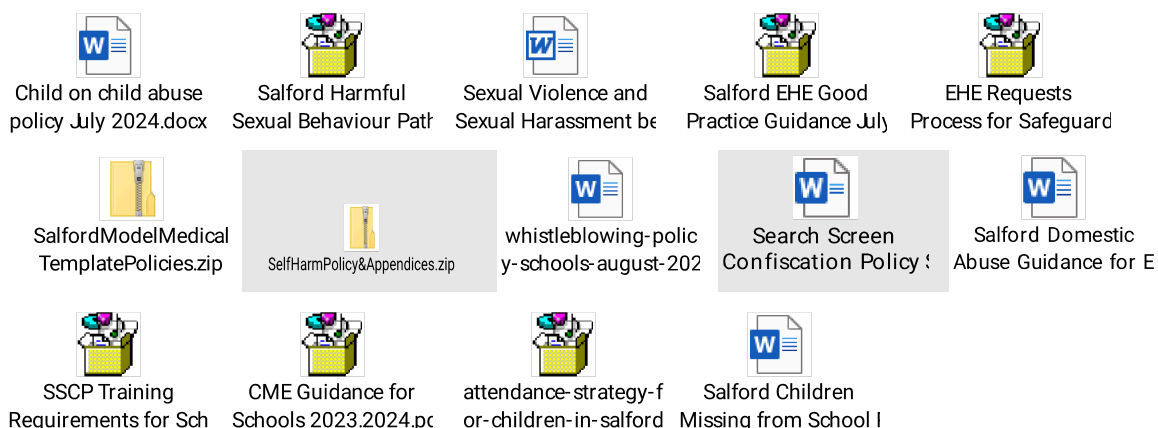 Child on child abuse
policy July 2024.docx
Salford Harmful
Sexual Behaviour Path
Sexual Violence and
Sexual Harassment be
Salford EHE Good
Practice Guidance July
EHE Requests
Process for Safeguard
SalfordModelMedical
TemplatePolicies.zip
SelfHarmPolicy&Appendices.zip
whistleblowing-polic
y-schools-august-202
Search Screen
Confiscation Policy S
Salford Domestic
Abuse Guidance for E
SSCP Training
Requirements for Sch
CME Guidance for
Schools 2023.2024.pd
attendance-strategy-f
or-children-in-salford
Salford Children
Missing from School